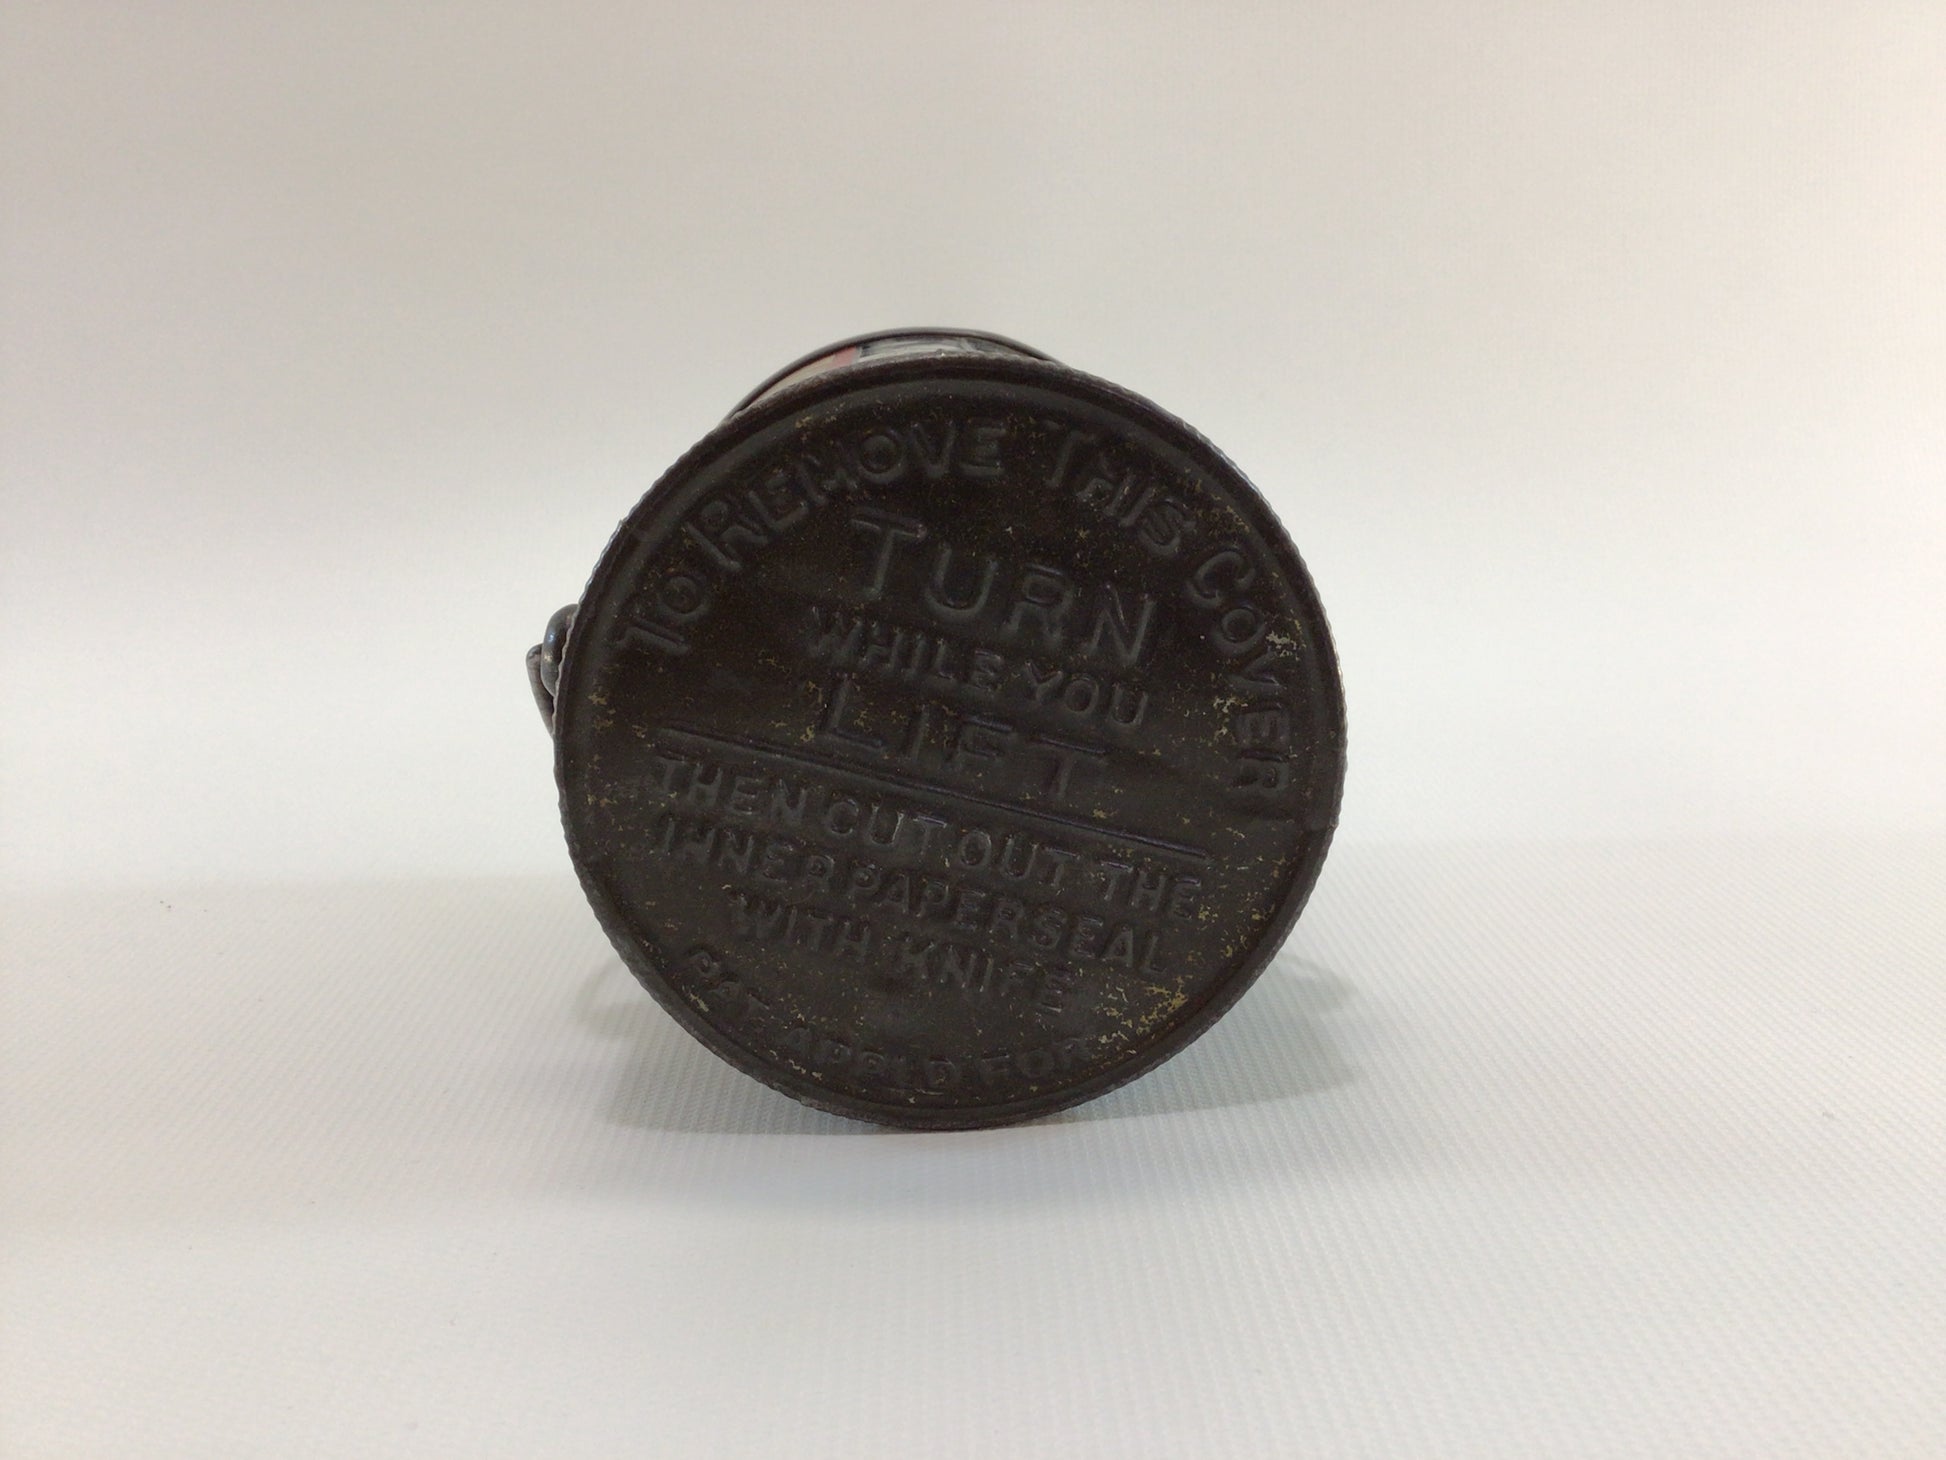 TO REMOVE THIS COVER
TURN
WHILE YOU
LIFT
THEN CUT OUT THE
INNER PAPER SEAL
WITH KNIFE
PAT. APPLD FOR